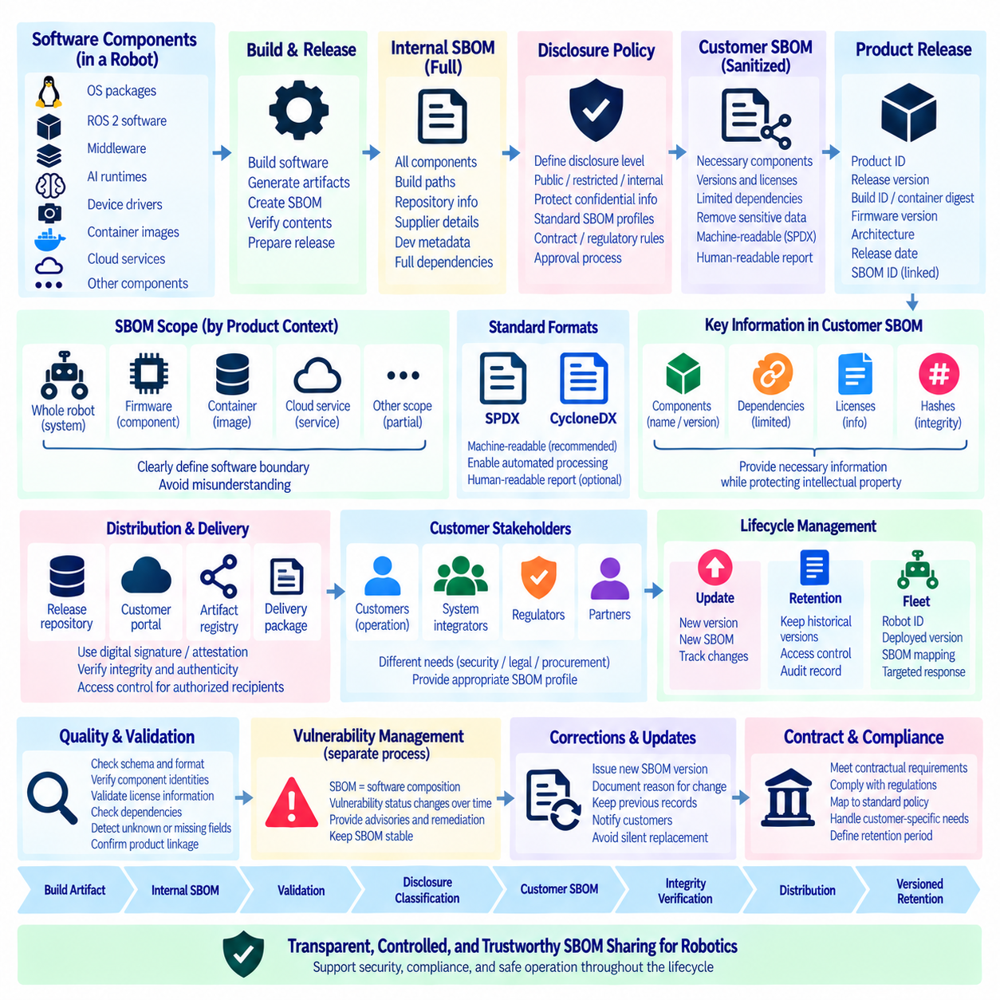 Software Components
(in a Robot)
OS packages
ROS 2 software
Middleware
AI runtimes
Device drivers
Container images
Cloud services
Other components
Build & Release
Build software
Generate artifacts
Create SBOM
Verify contents
Prepare release
Internal SBOM
(Full)
All components
Build paths
Repository info
Supplier details
Dev metadata
Full dependencies
Disclosure Policy
Define disclosure level
Public / restricted / internal
Protect confidential info
Standard SBOM profiles
Contract / regulatory rules
Approval process
Customer SBOM
(Sanitized)
Necessary components
Versions and licenses
Limited dependencies
Remove sensitive data
Machine-readable (SPDX)
Human-readable report
Product Release
Product ID
Release version
Build ID / container digest
Firmware version
Architecture
Release date
SBOM ID (linked)
SBOM Scope (by Product Context)
Whole robot
(system)
Firmware
(component)
Container
(image)
Cloud service
(service)
Other scope
(partial)
Clearly define software boundary
Avoid misunderstanding
Standard Formats
SPDX
CycloneDX
Machine-readable (recommended)
Enable automated processing
Human-readable report (optional)
Key Information in Customer SBOM
Components
(name / version)
Dependencies
(limited)
Licenses
(info)
#
Hashes
(integrity)
Provide necessary information
while protecting intellectual property
Distribution & Delivery
Release
repository
Customer
portal
Artifact
registry
Delivery
package
Use digital signature / attestation
Verify integrity and authenticity
Access control for authorized recipients
Customer Stakeholders
Customers
(operation)
System
integrators
Regulators
Partners
Different needs (security / legal / procurement)
Provide appropriate SBOM profile
Lifecycle Management
Update
New version
New SBOM
Track changes
Retention
Keep historical
versions
Access control
Audit record
Fleet
Robot ID
Deployed version
SBOM mapping
Targeted response
Quality & Validation
Check schema and format
Verify component identities
Validate license information
Check dependencies
Detect unknown or missing fields
Confirm product linkage
Vulnerability Management
(separate process)
SBOM = software composition
Vulnerability status changes over time
Provide advisories and remediation
Keep SBOM stable
Corrections & Updates
Issue new SBOM version
Document reason for change
Keep previous records
Notify customers
Avoid silent replacement
Contract & Compliance
Meet contractual requirements
Comply with regulations
Map to standard policy
Handle customer-specific needs
Define retention period
Build Artifact
Internal SBOM
Validation
Disclosure
Classification
Customer SBOM
Integrity
Verification
Distribution
Versioned
Retention
Transparent, Controlled, and Trustworthy SBOM Sharing for Robotics
Support security, compliance, and safe operation throughout the lifecycle